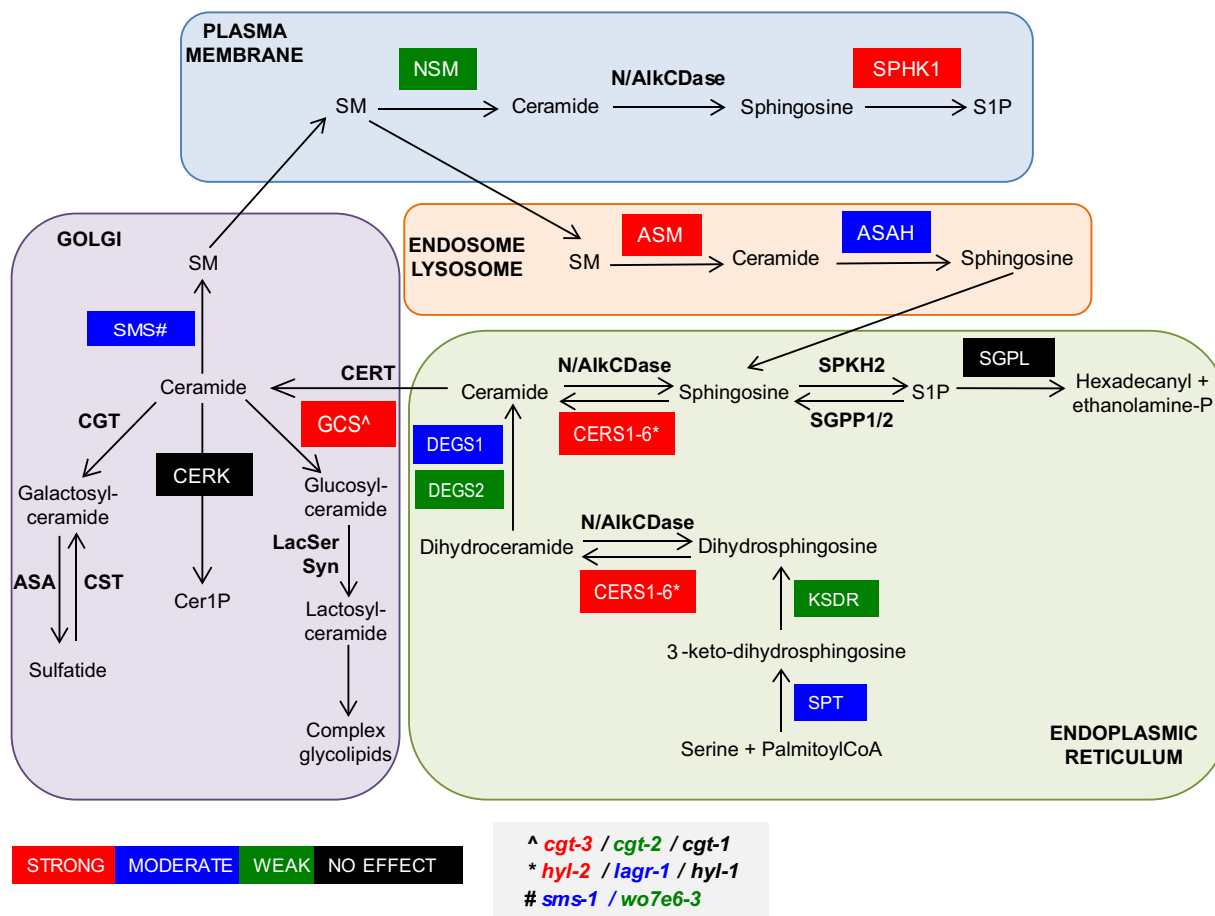 PLASMA
MEMBRANE
NSM
N/AlkCDase
SPHK1
SM
Ceramide
Sphingosine
S1P
GOLGI
SM
SMS#
Ceramide
CGT
CERK
GCS^
Galactosyl-
ceramide
Glucosyl-
ceramide
LacSer
Syn
ASA
CST
Cer1P
Lactosyl-
ceramide
Sulfatide
Complex
glycolipids
ENDOSOME
LYSOSOME
ASM
ASAH
SM
Ceramide
Sphingosine
CERT
Ceramide
N/AlkCDase
CERS1-6*
Sphingosine
SPKH2
SGPP1/2
S1P
SGPL
Hexadecanyl +
ethanolamine-P
DEGS1
DEGS2
Dihydroceramide
N/AlkCDase
CERS1-6*
Dihydrosphingosine
KSDR
3-keto-dihydrosphingosine
SPT
Serine + PalmitoylCoA
ENDOPLASMIC
RETICULUM
STRONG MODERATE WEAK NO EFFECT
^ cgt-3 / cgt-2 / cgt-1
* hyl-2 / lagr-1 / hyl-1
# sms-1 / wo7e6-3